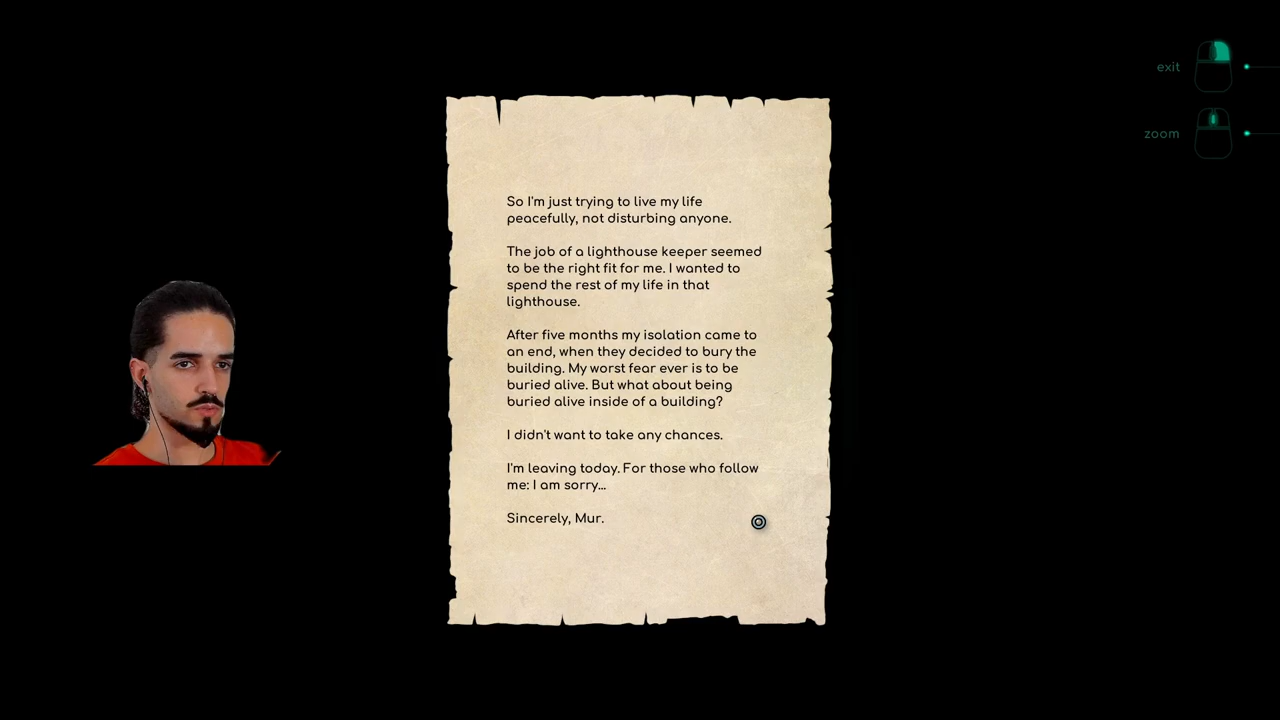 exit
zoom
So I'm just trying to live my life
peacefully, not disturbing anyone.
The job of a lighthouse keeper seemed
to be the right fit for me. I wanted to
spend the rest of my life in that
lighthouse.
After five months my isolation came to
an end, when they decided to bury the
building. My worst fear ever is to be
buried alive. But what about being
buried alive inside of a building?
I didn't want to take any chances.
I'm leaving today. For those who follow
me: I am sorry...
Sincerely, Mur.